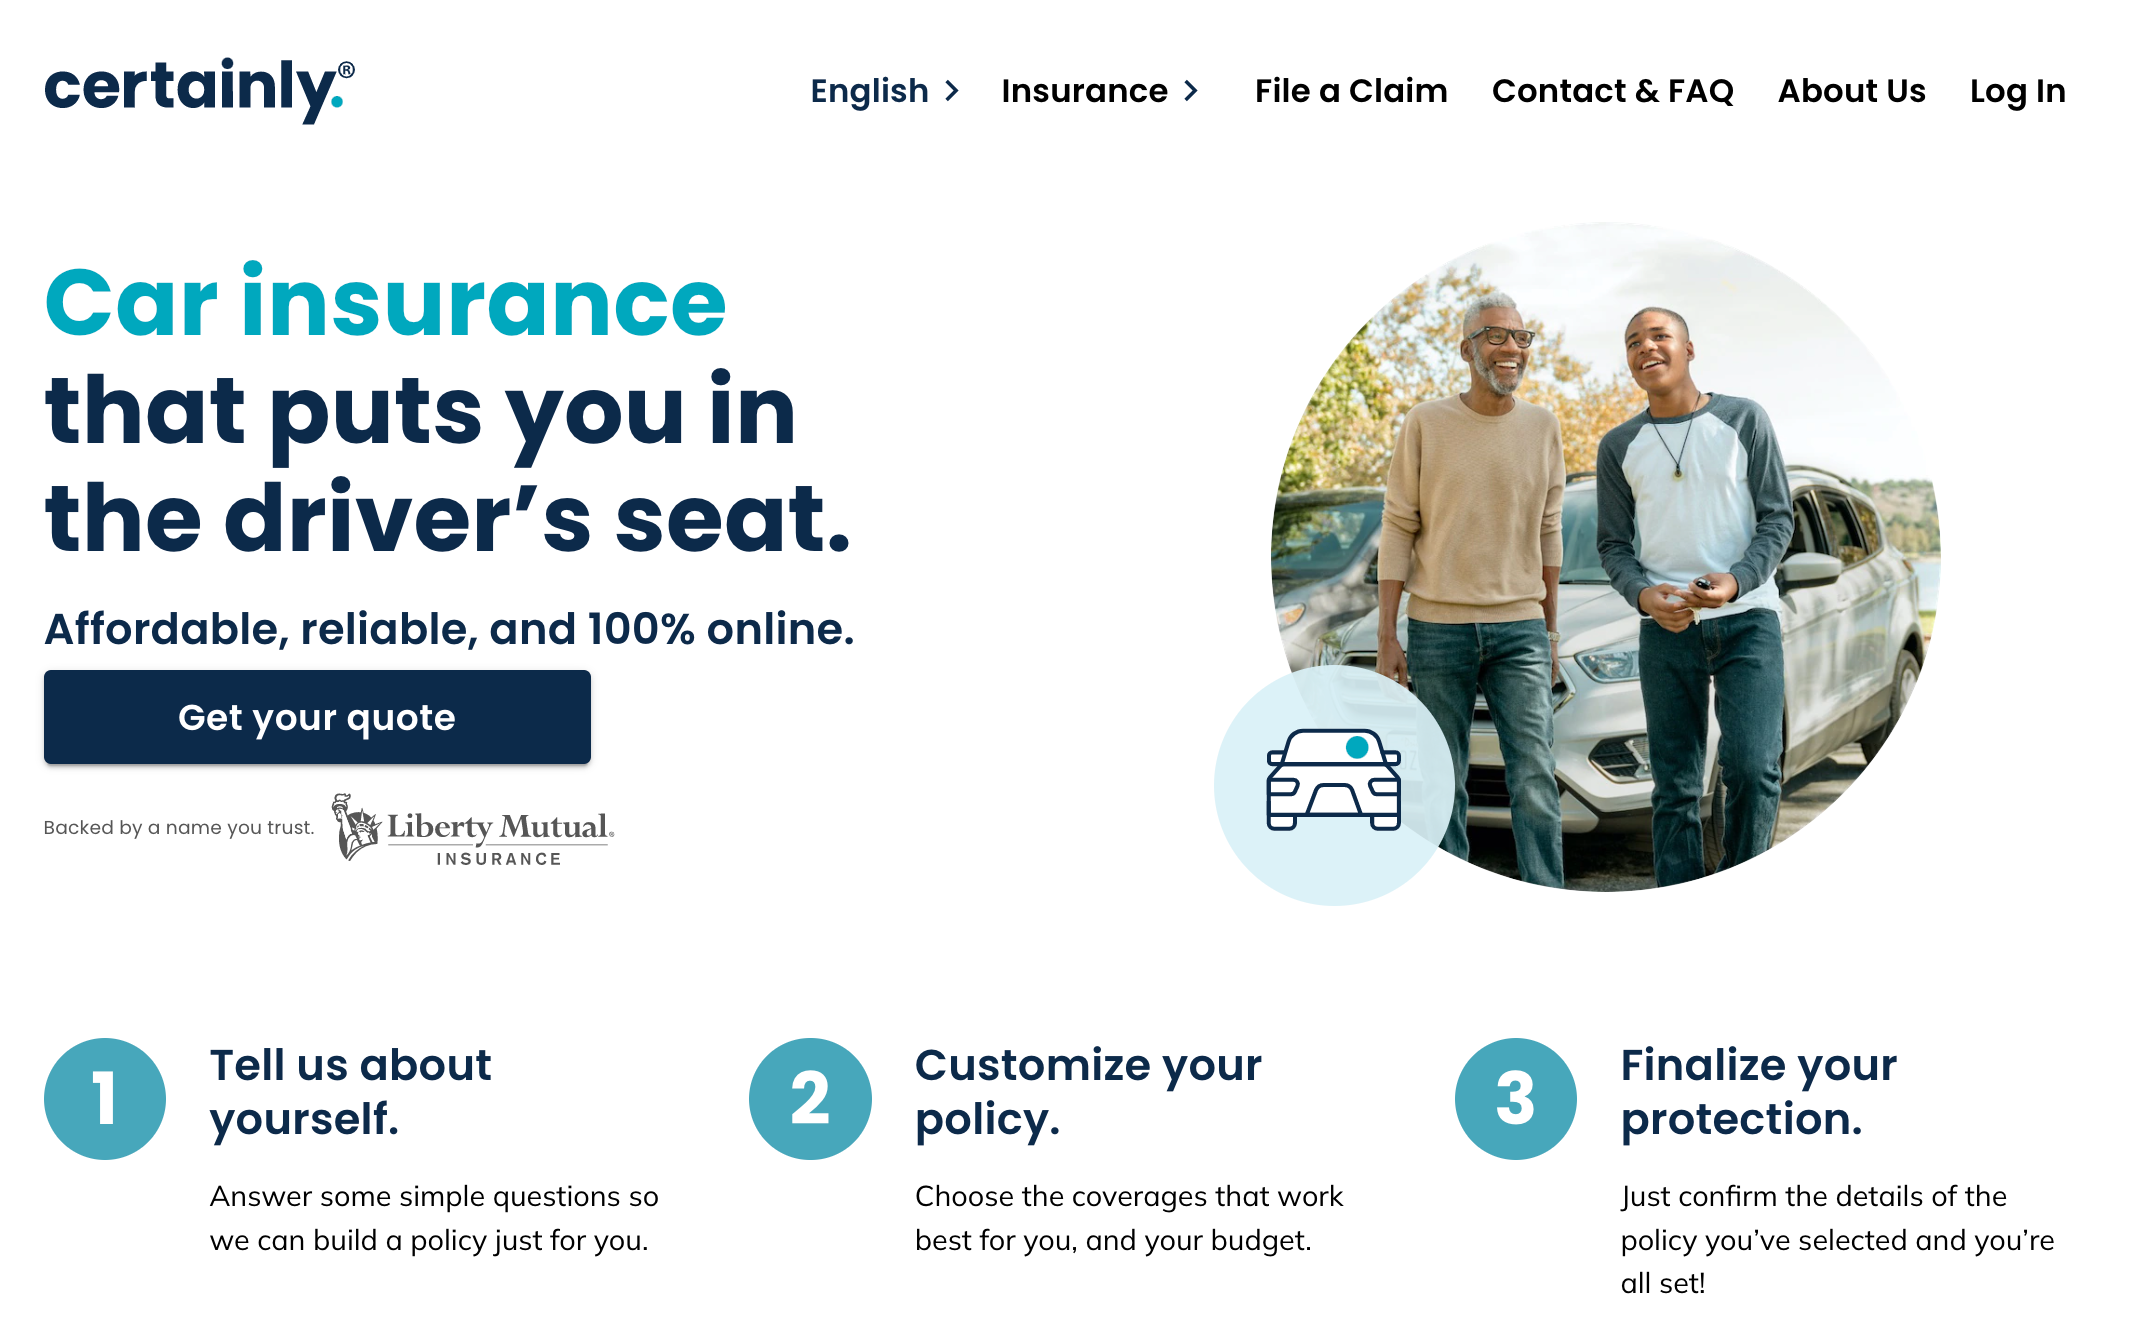 certainly.®
English
Insurance
File a Claim
Contact & FAQ
About Us
Log In
Car insurance
that puts you in
the driver’s seat.
Affordable, reliable, and 100% online.
Get your quote
Backed by a name you trust.
Liberty Mutual®
INSURANCE
1
Tell us about
yourself.
Answer some simple questions so
we can build a policy just for you.
2
Customize your
policy.
Choose the coverages that work
best for you, and your budget.
3
Finalize your
protection.
Just confirm the details of the
policy you’ve selected and you’re
all set!